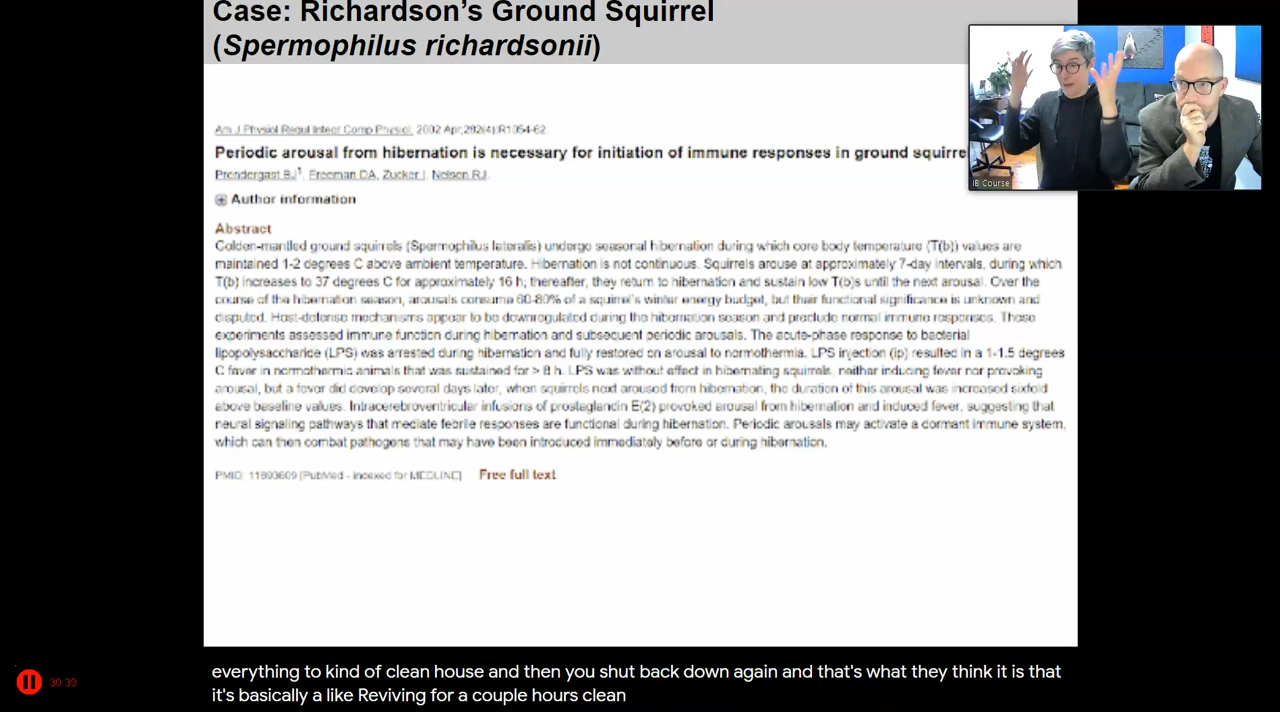 Case: Richardson's Ground Squirrel
(Spermophilus richardsonii)
IB Course
Am J Physiol Regul Integr Comp Physiol. 2002 Apr;282(4):R1054-62.
Periodic arousal from hibernation is necessary for initiation of immune responses in ground squirre
Prendergast BJ1, Freeman DA, Zucker I, Nelson RJ.
Author information
Abstract
Golden-mantled ground squirrels (Spermophilus lateralis) undergo seasonal hibernation during which core body temperature (T(b)) values are
maintained 1-2 degrees C above ambient temperature. Hibernation is not continuous. Squirrels arouse at approximately 7-day intervals, during which
T(b) increases to 37 degrees C for approximately 16 h; thereafter, they return to hibernation and sustain low T(b)s until the next arousal. Over the
course of the hibernation season, arousals consume 60-80% of a squirrel's winter energy budget, but their functional significance is unknown and
disputed. Host-defense mechanisms appear to be downregulated during the hibernation season and preclude normal immune responses. These
experiments assessed immune function during hibernation and subsequent periodic arousals. The acute-phase response to bacterial
lipopolysaccharide (LPS) was arrested during hibernation and fully restored on arousal to normothermia. LPS injection (ip) resulted in a 1-1.5 degrees
C fever in normothermic animals that was sustained for > 8 h. LPS was without effect in hibernating squirrels, neither inducing fever nor provoking
arousal, but a fever did develop several days later, when squirrels next aroused from hibernation; the duration of this arousal was increased sixfold
above baseline values. Intracerebroventricular infusions of prostaglandin E(2) provoked arousal from hibernation and induced fever, suggesting that
neural signaling pathways that mediate febrile responses are functional during hibernation. Periodic arousals may activate a dormant immune system,
which can then combat pathogens that may have been introduced immediately before or during hibernation.
PMID: 11893609 [PubMed - indexed for MEDLINE] Free full text
everything to kind of clean house and then you shut back down again and that's what they think it is that
it's basically a like Reviving for a couple hours clean
30:39